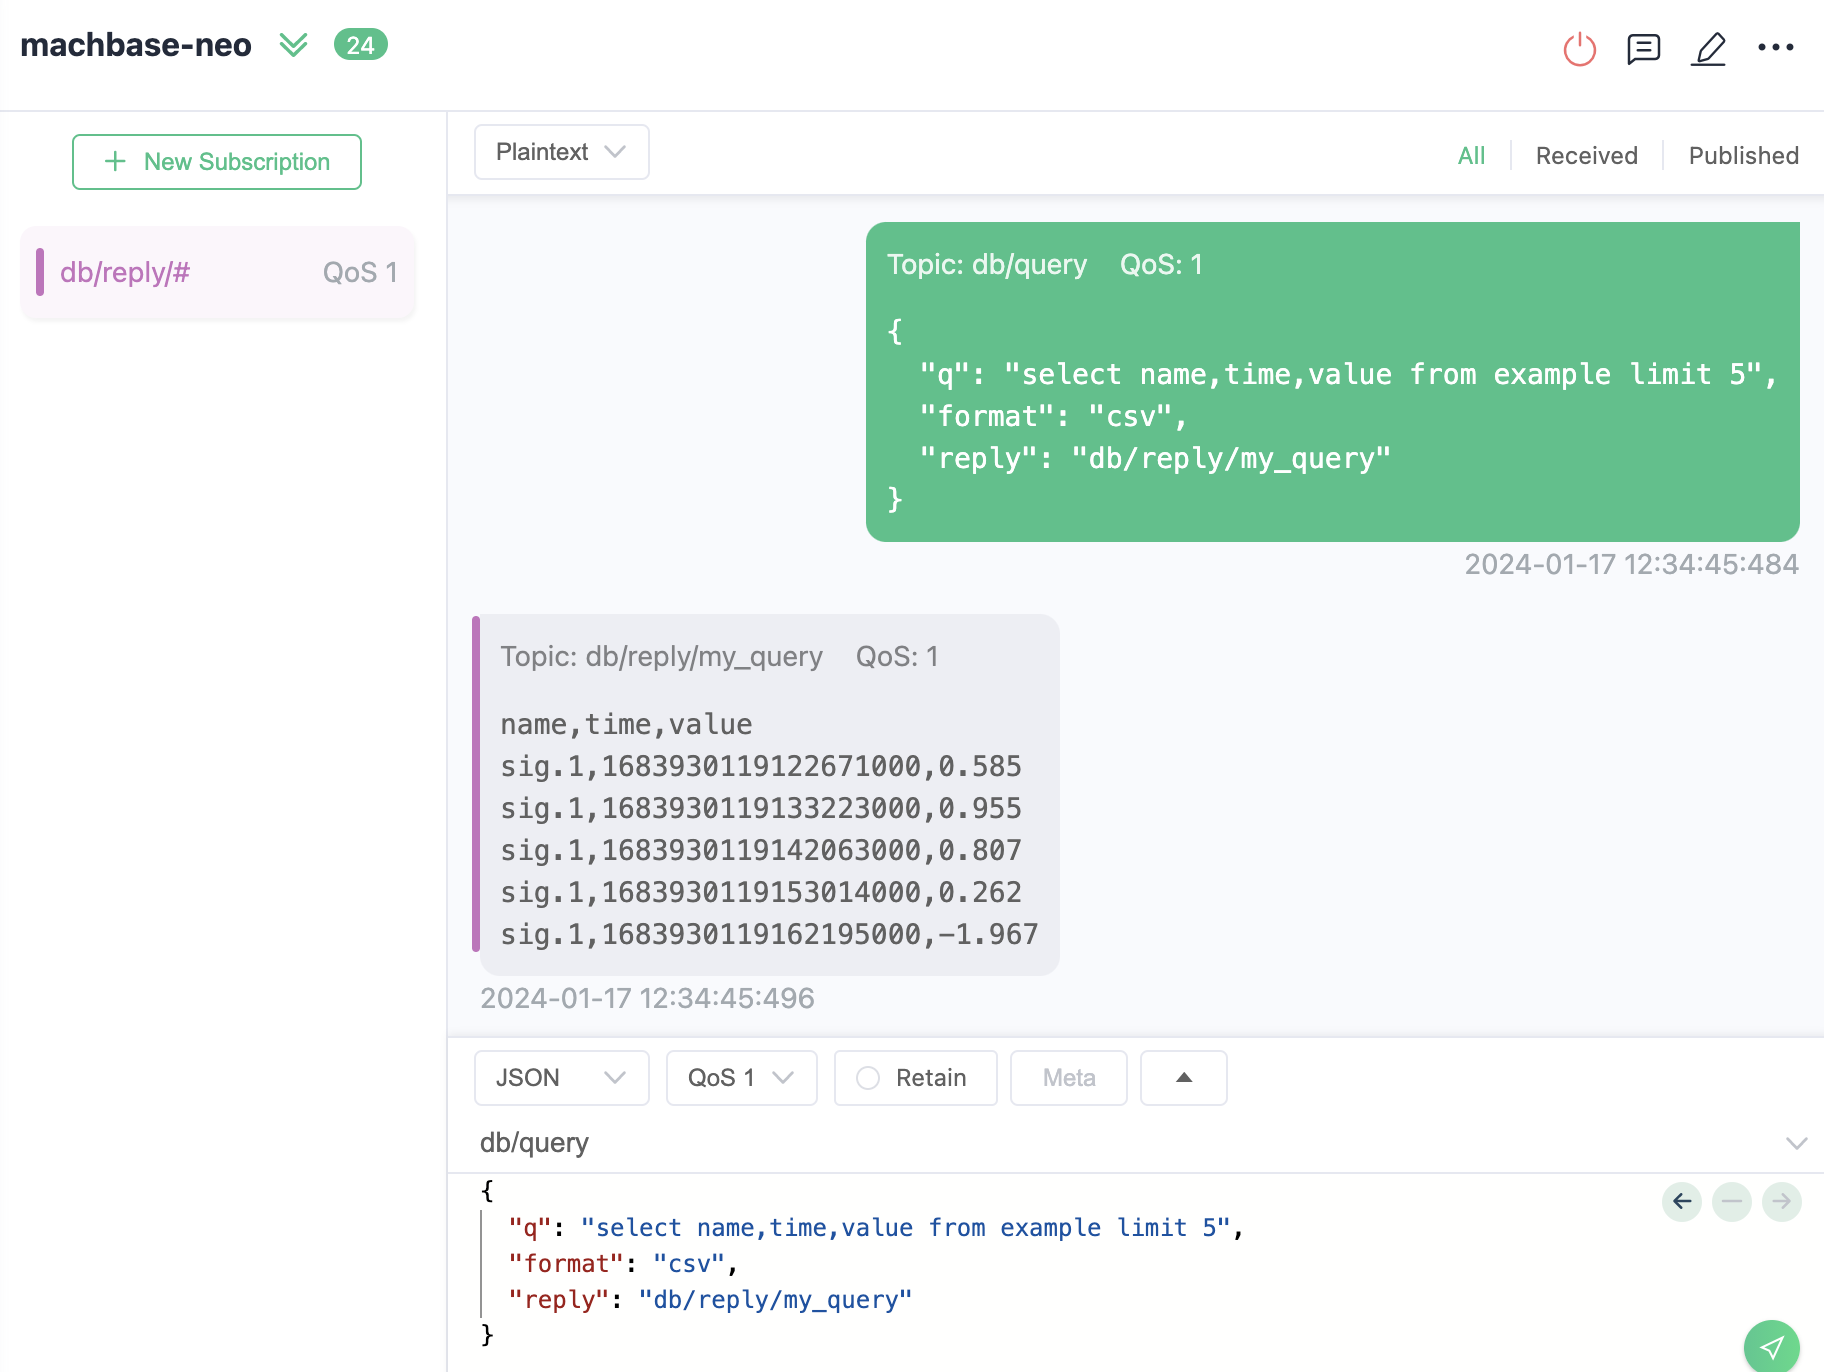 machbase-neo 24
New Subscription
db/reply/# QoS 1
Plaintext
All Received Published
Topic: db/query QoS: 1
{
"q": "select name,time,value from example limit 5",
"format": "csv",
"reply": "db/reply/my_query"
}
2024-01-17 12:34:45:484
Topic: db/reply/my_query QoS: 1
name,time,value
sig.1,1683930119122671000,0.585
sig.1,1683930119133223000,0.955
sig.1,1683930119142063000,0.807
sig.1,1683930119153014000,0.262
sig.1,1683930119162195000,-1.967
2024-01-17 12:34:45:496
JSON QoS 1 Retain Meta
db/query
{
"q": "select name,time,value from example limit 5",
"format": "csv",
"reply": "db/reply/my_query"
}